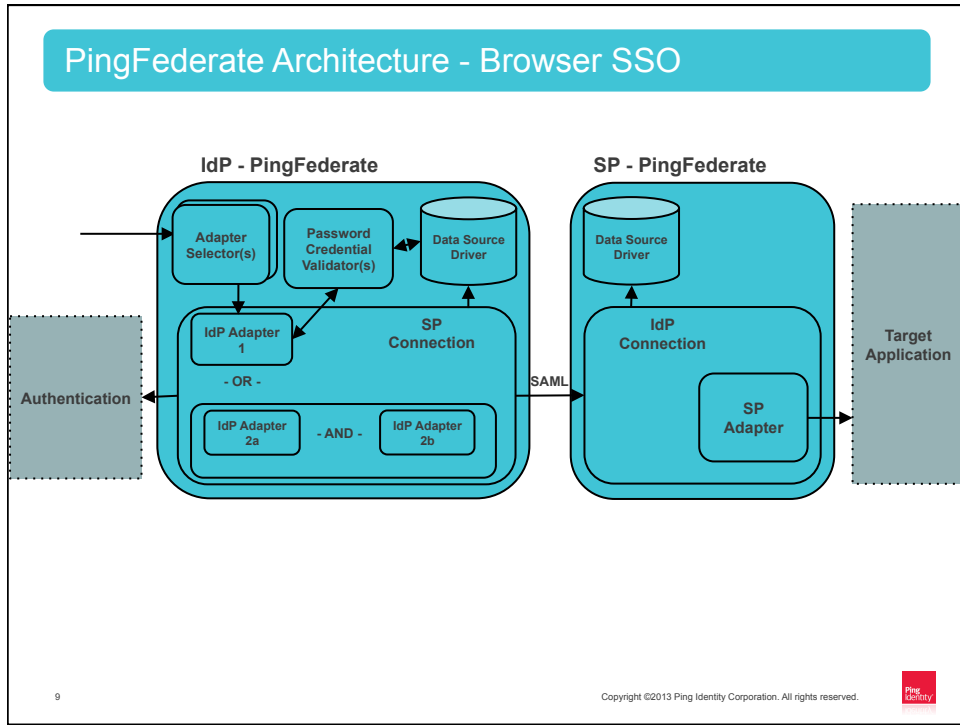 PingFederate Architecture - Browser SSO
IdP - PingFederate
SP - PingFederate
Adapter
Selector(s)
Password
Credential
Validator(s)
Data Source
Driver
Data Source
Driver
IdP Adapter
1
SP
Connection
IdP
Connection
Target
Application
- OR -
SAML
Authentication
IdP Adapter
2a
- AND -
IdP Adapter
2b
SP
Adapter
9
Copyright ©2013 Ping Identity Corporation. All rights reserved.
Ping
Identity